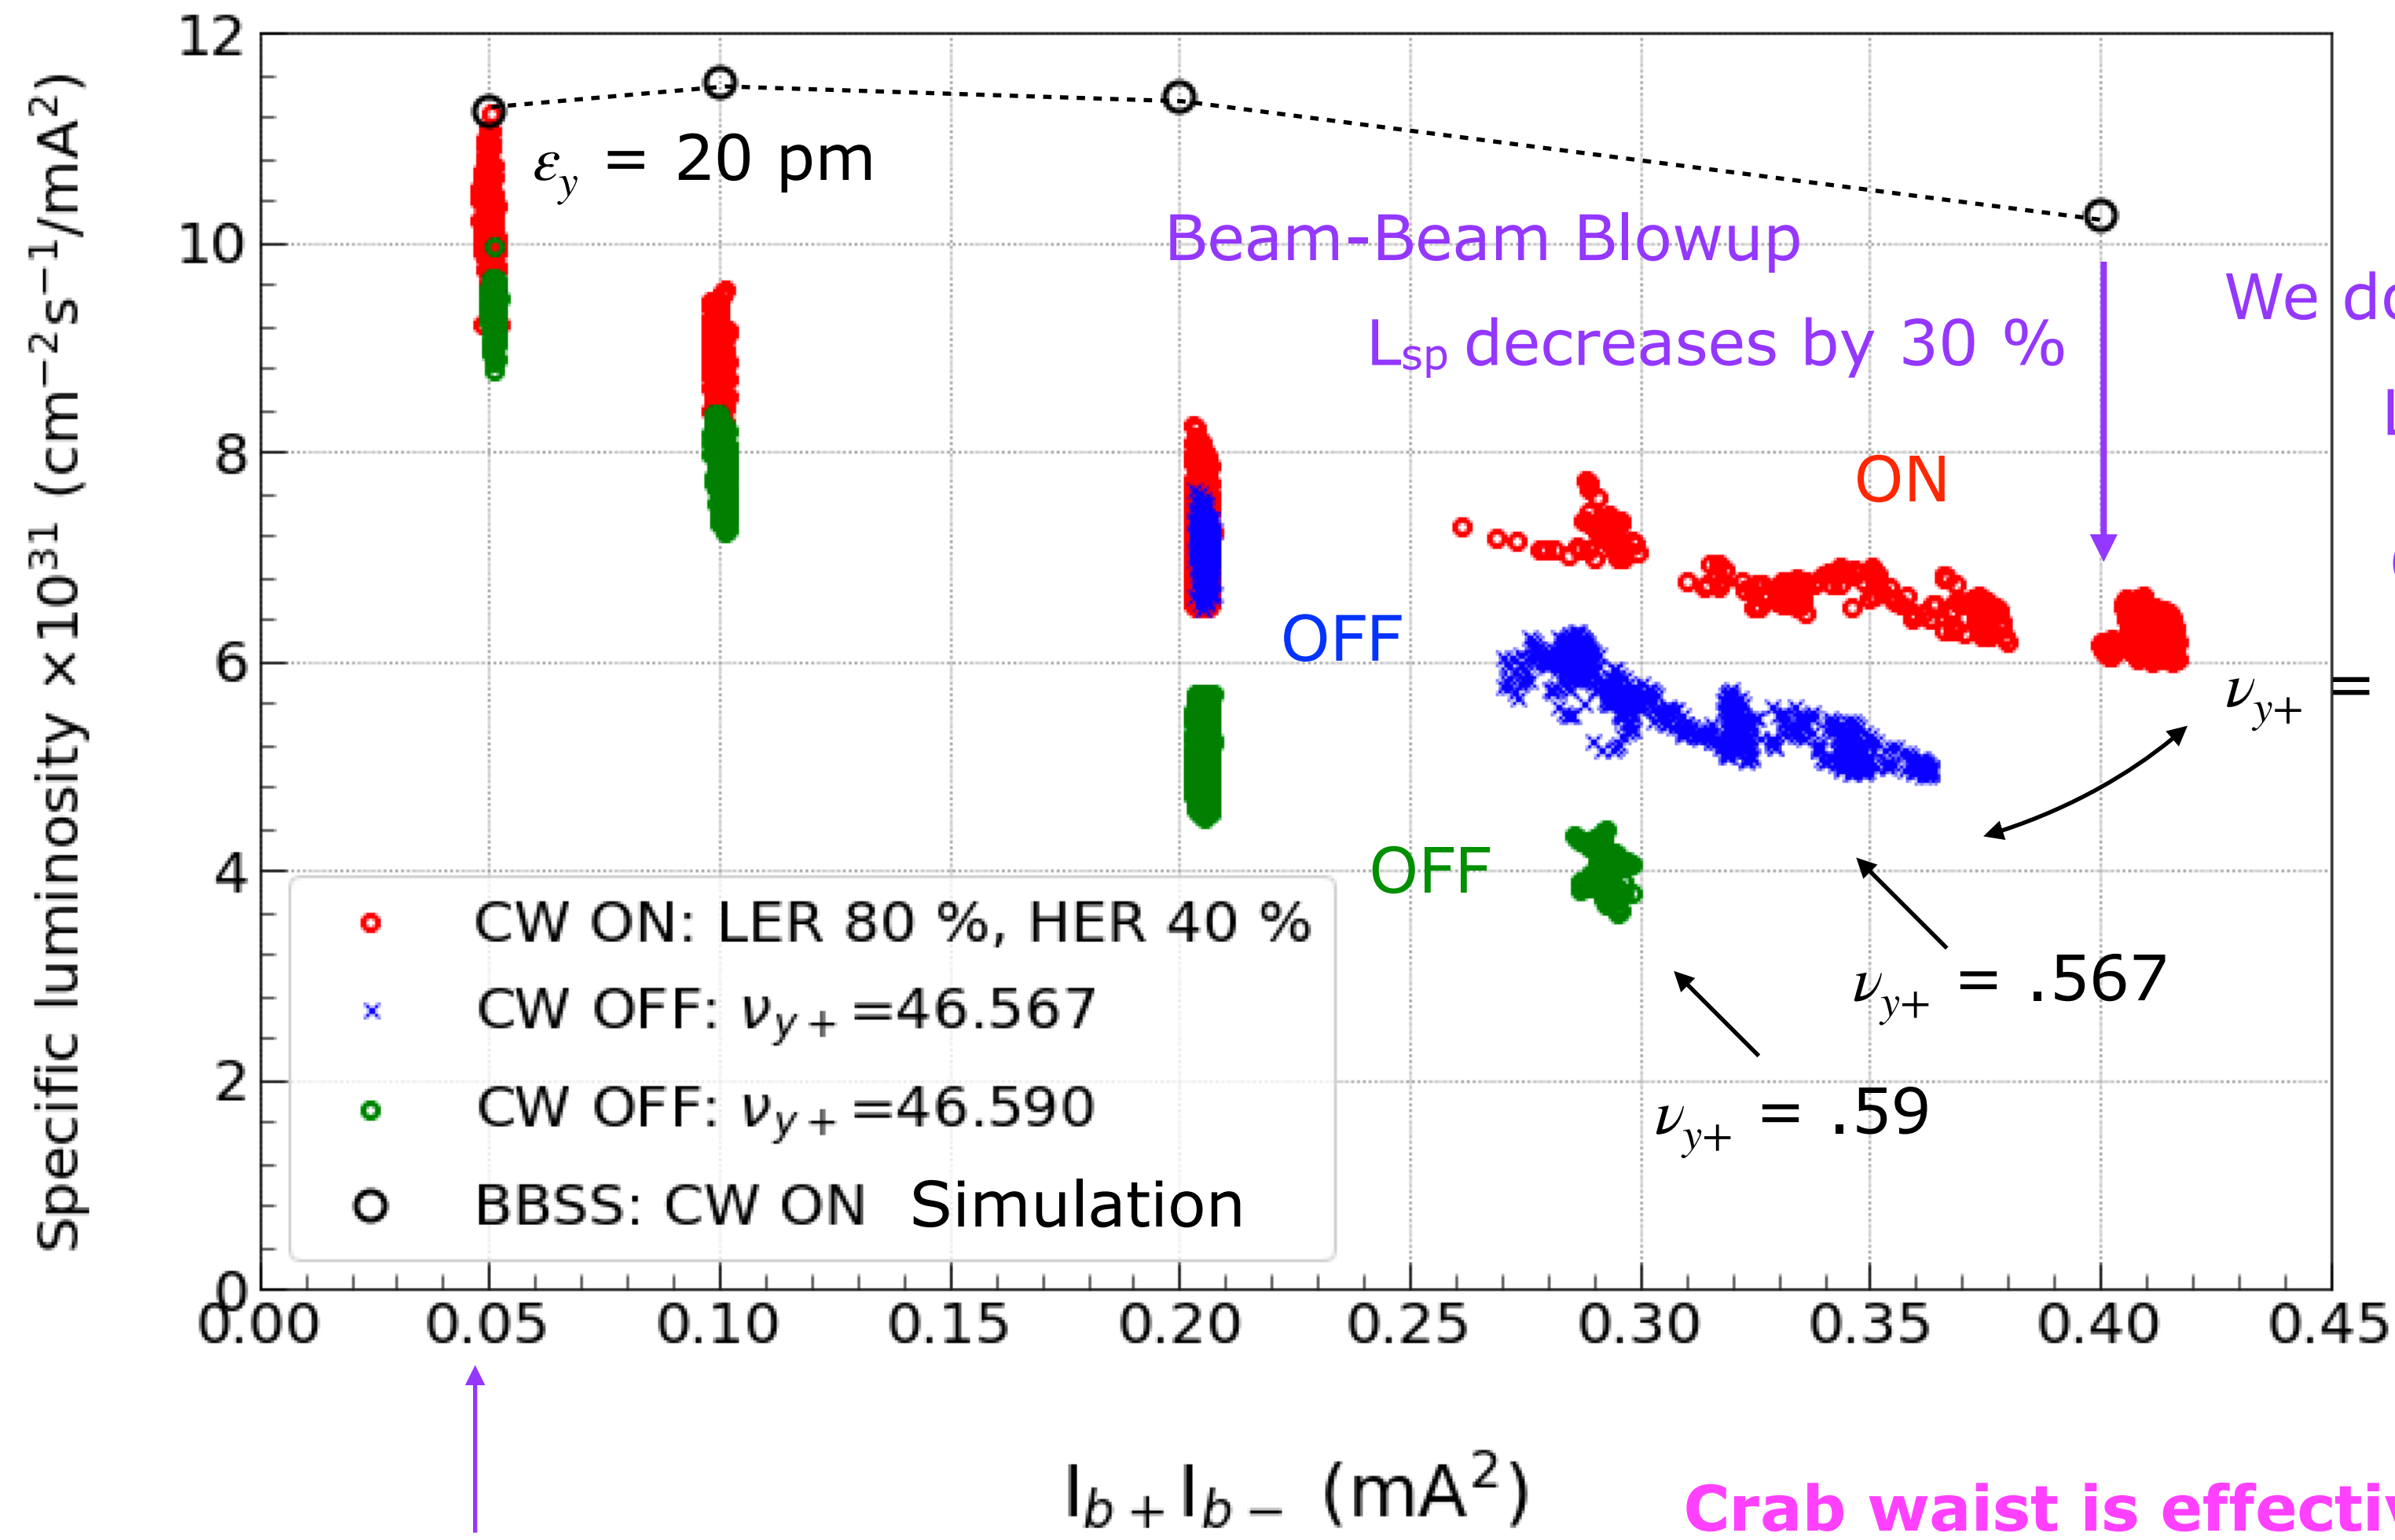 Specific luminosity ×10³¹ (cm⁻²s⁻¹/mA²)
12
10
8
6
4
2
0
εy = 20 pm
Beam-Beam Blowup
Lsp decreases by 30 %
We do
ON
OFF
OFF
νy+ =
νy+ = .567
νy+ = .59
CW ON: LER 80 %, HER 40 %
CW OFF: νy+=46.567
CW OFF: νy+=46.590
BBSS: CW ON Simulation
0.00 0.05 0.10 0.15 0.20 0.25 0.30 0.35 0.40 0.45
Ib+Ib− (mA²)
Crab waist is effectiv